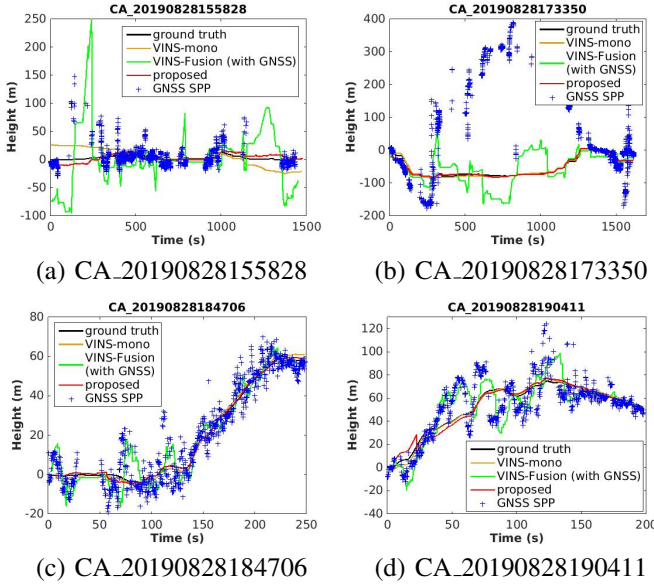 CA_20190828155828
Height (m)
250
200
150
100
50
0
-50
-100
0
500
1000
1500
Time (s)
ground truth
VINS-mono
VINS-Fusion (with GNSS)
proposed
GNSS SPP
(a) CA_20190828155828
CA_20190828173350
Height (m)
400
300
200
100
0
-100
-200
0
500
1000
1500
Time (s)
ground truth
VINS-mono
VINS-Fusion
(with GNSS)
proposed
GNSS SPP
(b) CA_20190828173350
CA_20190828184706
Height (m)
80
60
40
20
0
-20
0
50
100
150
200
250
Time (s)
ground truth
VINS-mono
VINS-Fusion
(with GNSS)
proposed
GNSS SPP
(c) CA_20190828184706
CA_20190828190411
Height (m)
120
100
80
60
40
20
0
-20
-40
0
50
100
150
200
Time (s)
ground truth
VINS-mono
VINS-Fusion (with GNSS)
proposed
GNSS SPP
(d) CA_20190828190411